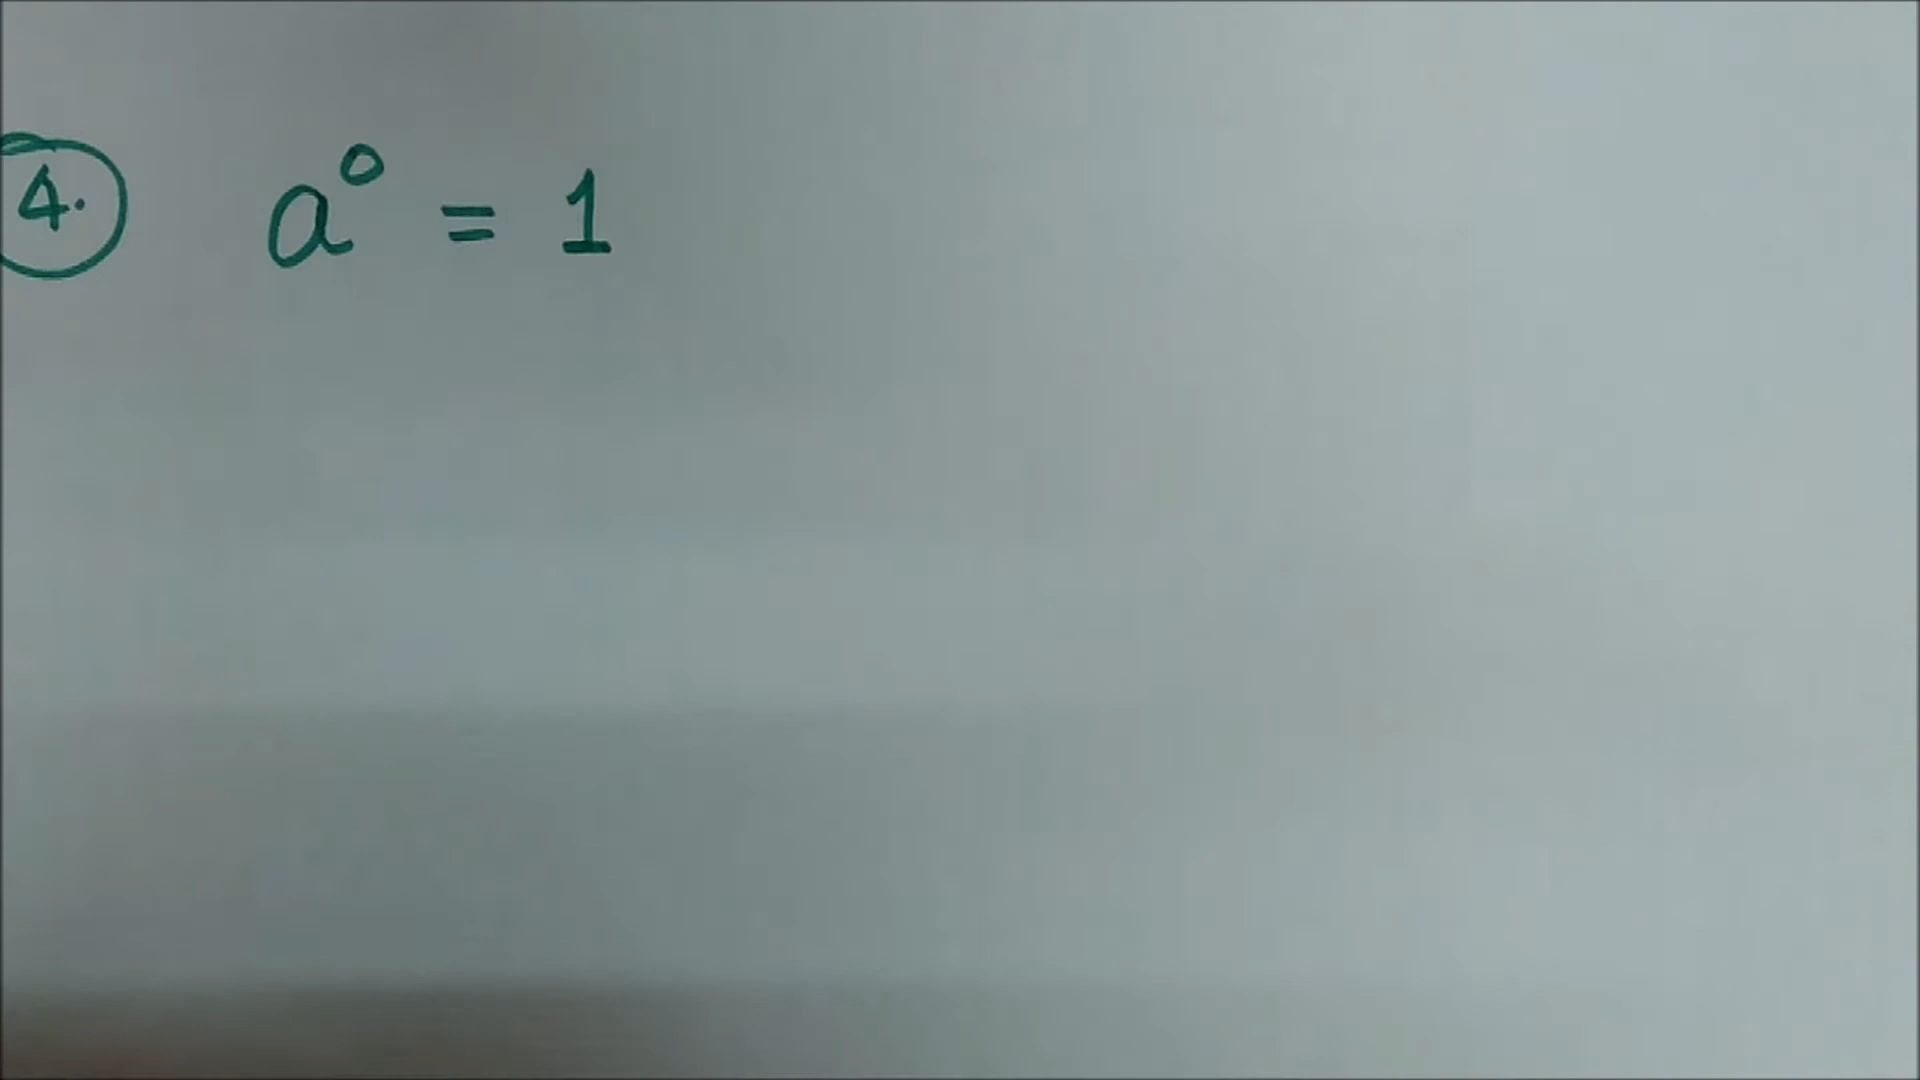 4. a⁰ = 1